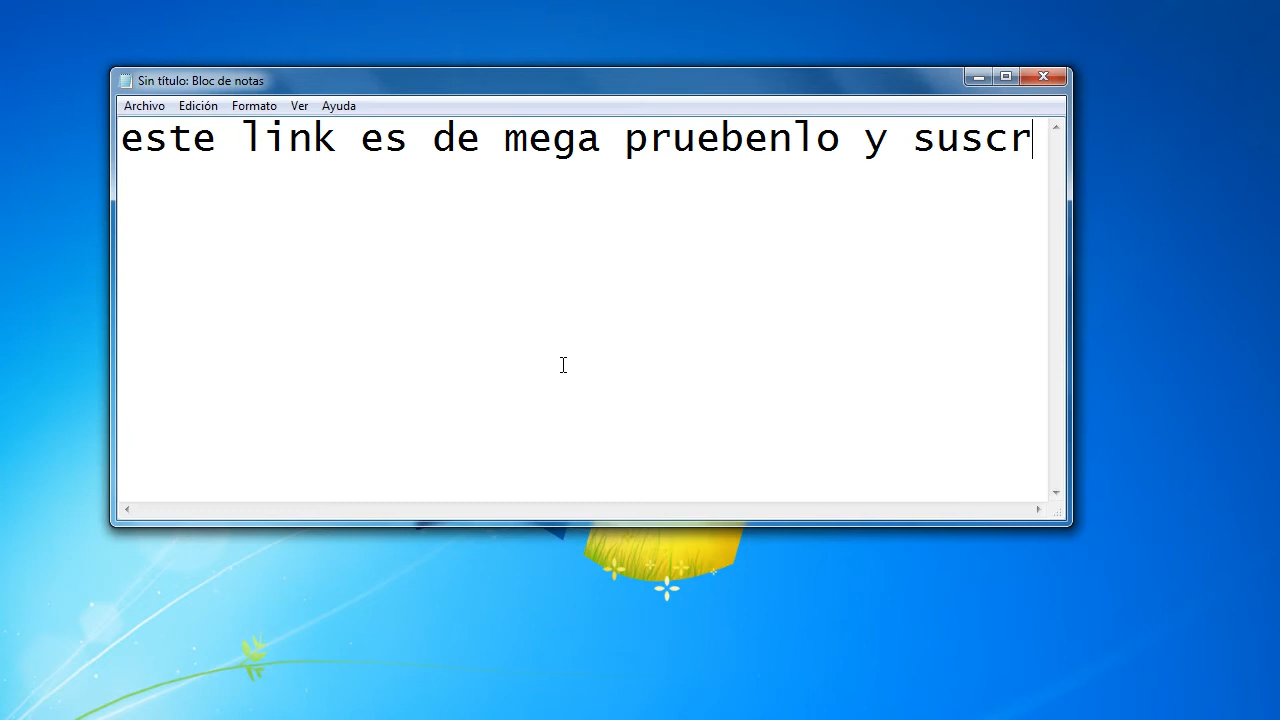 Sin título: Bloc de notas
Archivo Edición Formato Ver Ayuda
este link es de mega pruebenlo y suscr